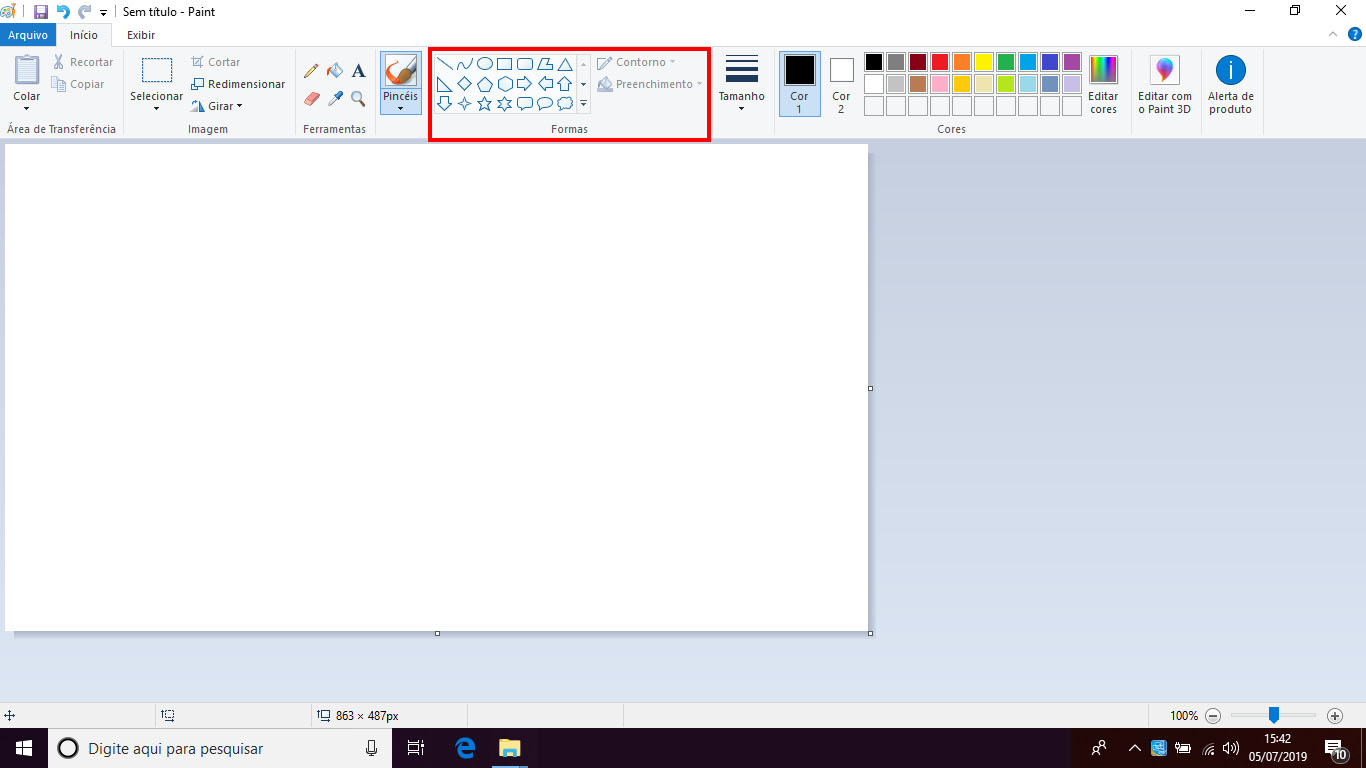 Sem título - Paint
Arquivo
Início
Exibir
Colar
Recortar
Copiar
Área de Transferência
Selecionar
Cortar
Redimensionar
Girar
Imagem
A
Ferramentas
Pincéis
Contorno
Preenchimento
Formas
Tamanho
Cor
1
Cor
2
Editar
cores
Cores
Editar com
o Paint 3D
Alerta de
produto
863 × 487px
100%
Digite aqui para pesquisar
15:42
05/07/2019
10